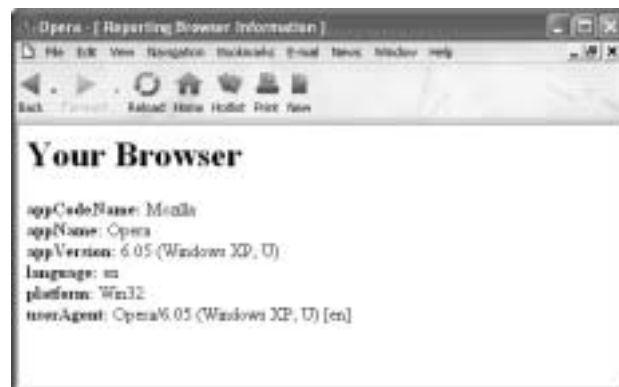 Opera - [ Reporting Browser Information ]
File Edit View Navigation Bookmarks E-mail News Window Help
Back Forward Reload Home Hotlist Print New
Your Browser
appCodeName: Mozilla
appName: Opera
appVersion: 6.05 (Windows XP, U)
language: en
platform: Win32
userAgent: Opera/6.05 (Windows XP, U) [en]